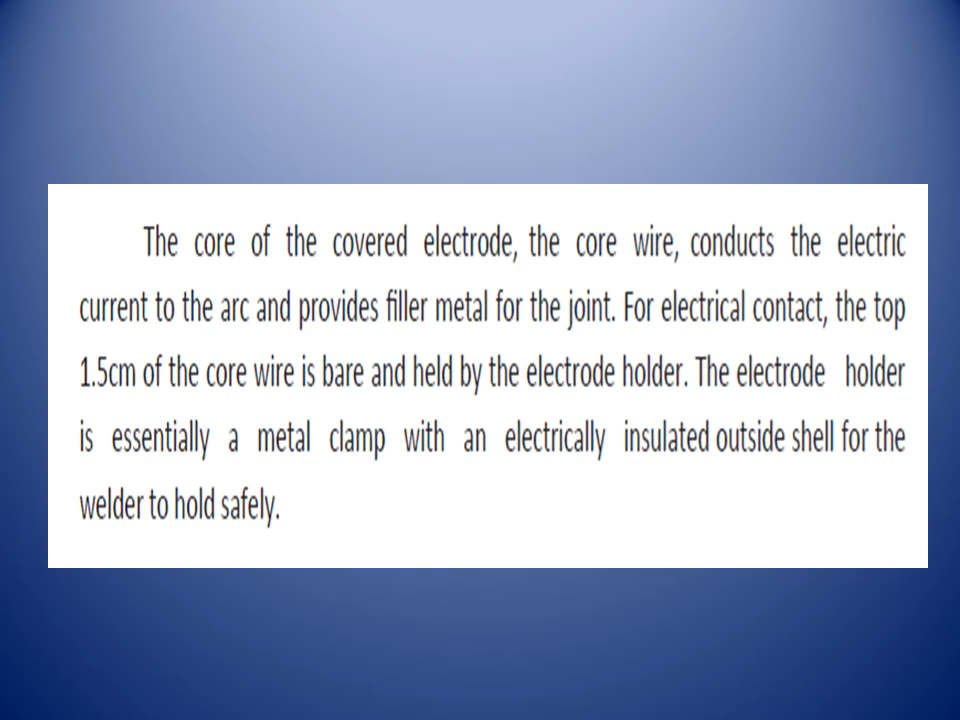 The core of the covered electrode, the core wire, conducts the electric
current to the arc and provides filler metal for the joint. For electrical contact, the top
1.5cm of the core wire is bare and held by the electrode holder. The electrode holder
is essentially a metal clamp with an electrically insulated outside shell for the
welder to hold safely.